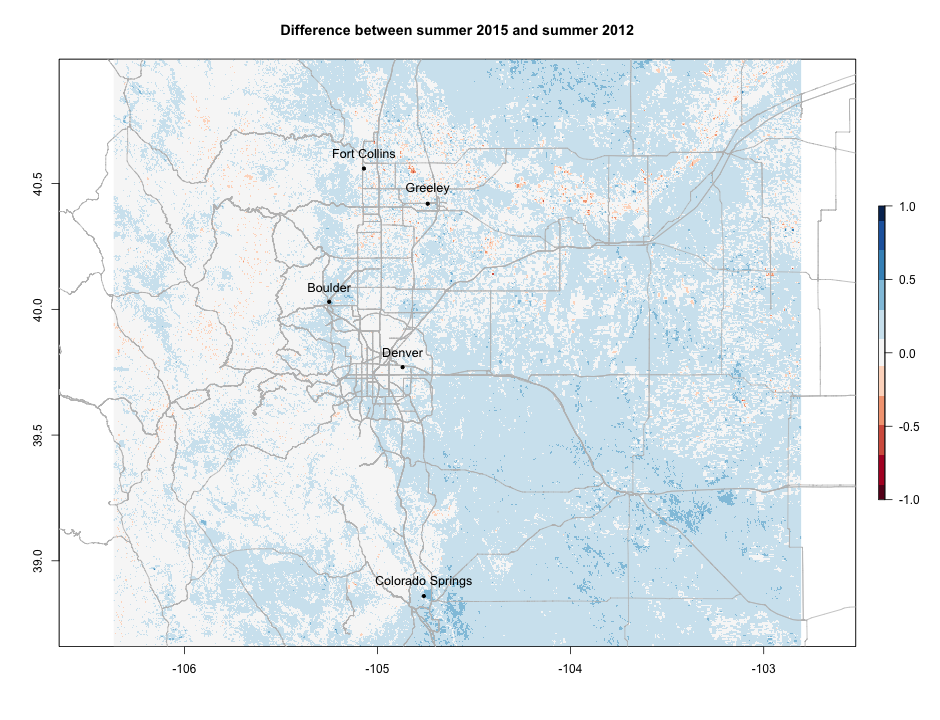 Difference between summer 2015 and summer 2012
Fort Collins
Greeley
Boulder
Denver
Colorado Springs
40.5
40.0
39.5
39.0
-106
-105
-104
-103
1.0
0.5
0.0
-0.5
-1.0